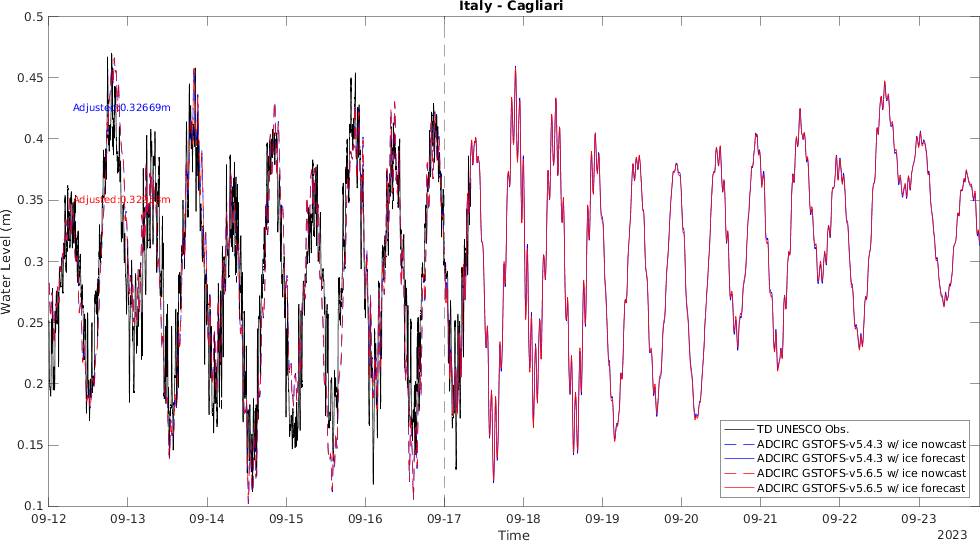 Italy - Cagliari
0.5
0.45
0.4
0.35
0.3
0.25
0.2
0.15
0.1
Water Level (m)
Adjusted:0.32669m
09-12
09-13
09-14
09-15
09-16
09-17
09-18
09-19
09-20
09-21
09-22
09-23
Time
2023
TD UNESCO Obs.
ADCIRC GSTOFS-v5.4.3 w/ ice nowcast
ADCIRC GSTOFS-v5.4.3 w/ ice forecast
ADCIRC GSTOFS-v5.6.5 w/ ice nowcast
ADCIRC GSTOFS-v5.6.5 w/ ice forecast